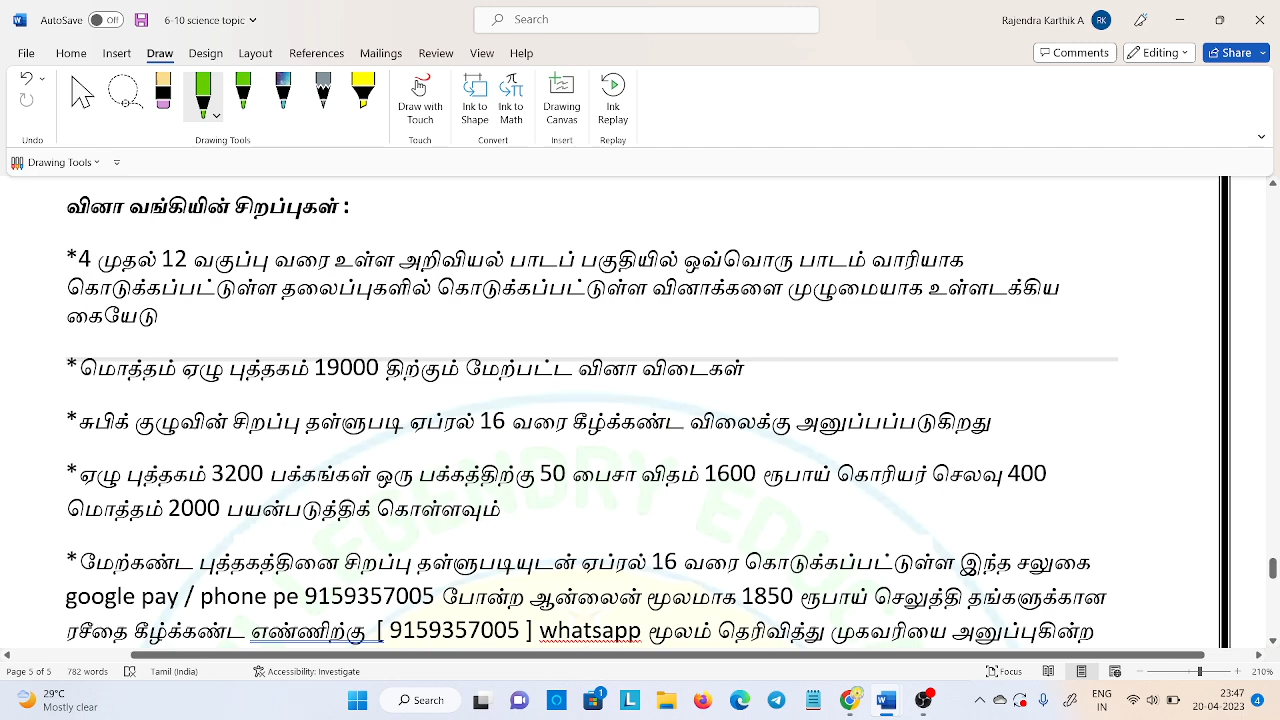 AutoSave Off 6-10 science topic Search Rajendra Karthik A RK
File Home Insert Draw Design Layout References Mailings Review View Help Comments Editing Share
Draw with Touch Ink to Shape Ink to Math Drawing Canvas Ink Replay
Undo Drawing Tools Touch Convert Insert Replay
Drawing Tools
வினா வங்கியின் சிறப்புகள் :
*4 முதல் 12 வகுப்பு வரை உள்ள அறிவியல் பாடப் பகுதியில் ஒவ்வொரு பாடம் வாரியாக
கொடுக்கப்பட்டுள்ள தலைப்புகளில் கொடுக்கப்பட்டுள்ள வினாக்களை முழுமையாக உள்ளடக்கிய
கையேடு
*மொத்தம் ஏழு புத்தகம் 19000 திற்கும் மேற்பட்ட வினா விடைகள்
*சுபிக் குழுவின் சிறப்பு தள்ளுபடி ஏப்ரல் 16 வரை கீழ்க்கண்ட விலைக்கு அனுப்பப்படுகிறது
*ஏழு புத்தகம் 3200 பக்கங்கள் ஒரு பக்கத்திற்கு 50 பைசா விதம் 1600 ரூபாய் கொரியர் செலவு 400
மொத்தம் 2000 பயன்படுத்திக் கொள்ளவும்
*மேற்கண்ட புத்தகத்தினை சிறப்பு தள்ளுபடியுடன் ஏப்ரல் 16 வரை கொடுக்கப்பட்டுள்ள இந்த சலுகை
google pay / phone pe 9159357005 போன்ற ஆன்லைன் மூலமாக 1850 ரூபாய் செலுத்தி தங்களுக்கான
ரசீதை கீழ்க்கண்ட எண்ணிற்கு [ 9159357005 ] whatsapp மூலம் தெரிவித்து முகவரியை அனுப்புகின்ற
Page 5 of 5 782 words Tamil (India) Accessibility: Investigate Focus 210%
29°C Mostly clear Search ENG IN 23:47 20-04-2023 4